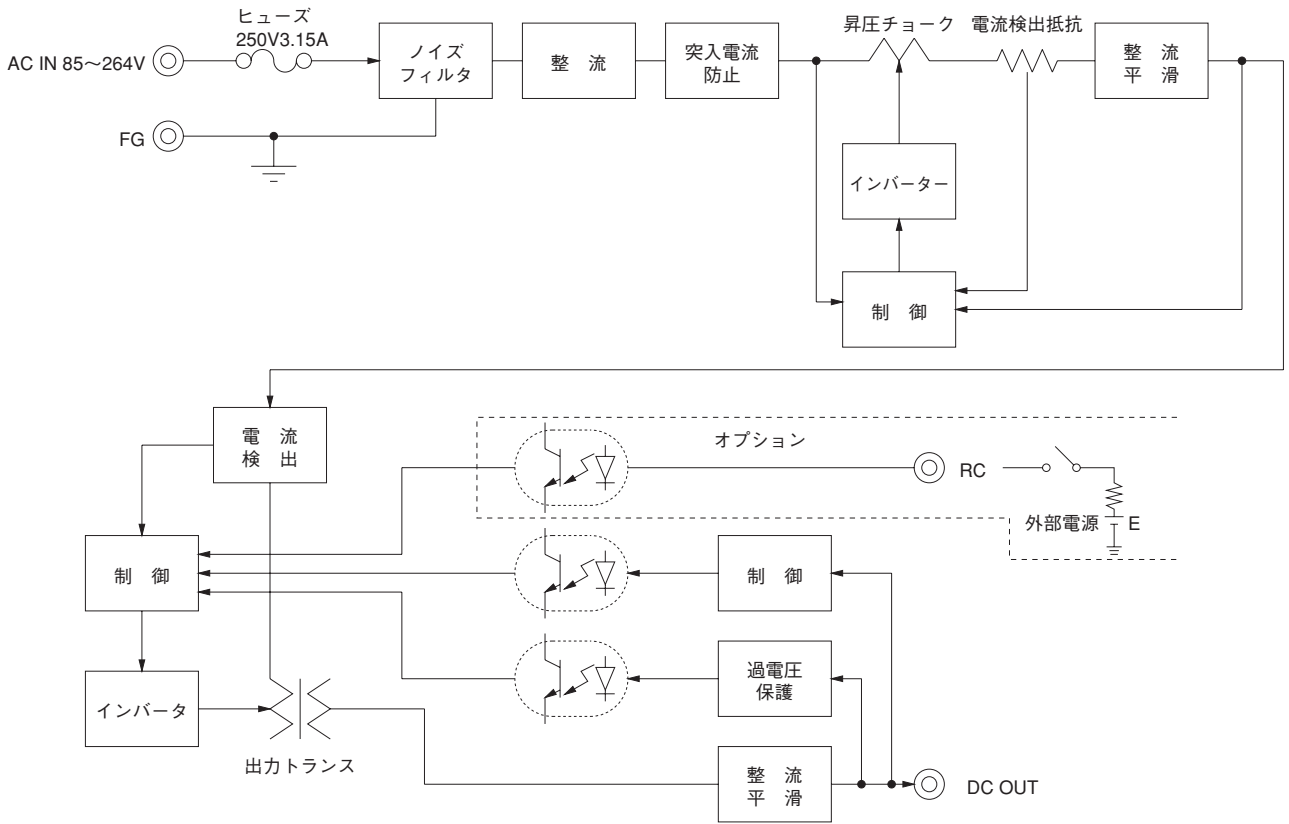 ヒューズ
250V3.15A
AC IN 85～264V
ノイズ
フィルタ
整　流
突入電流
防止
昇圧チョーク
電流検出抵抗
整　流
平　滑
FG
インバーター
制　御
電　流
検　出
オプション
RC
外部電源
E
制　御
制　御
過電圧
保護
インバータ
出力トランス
整　流
平　滑
DC OUT